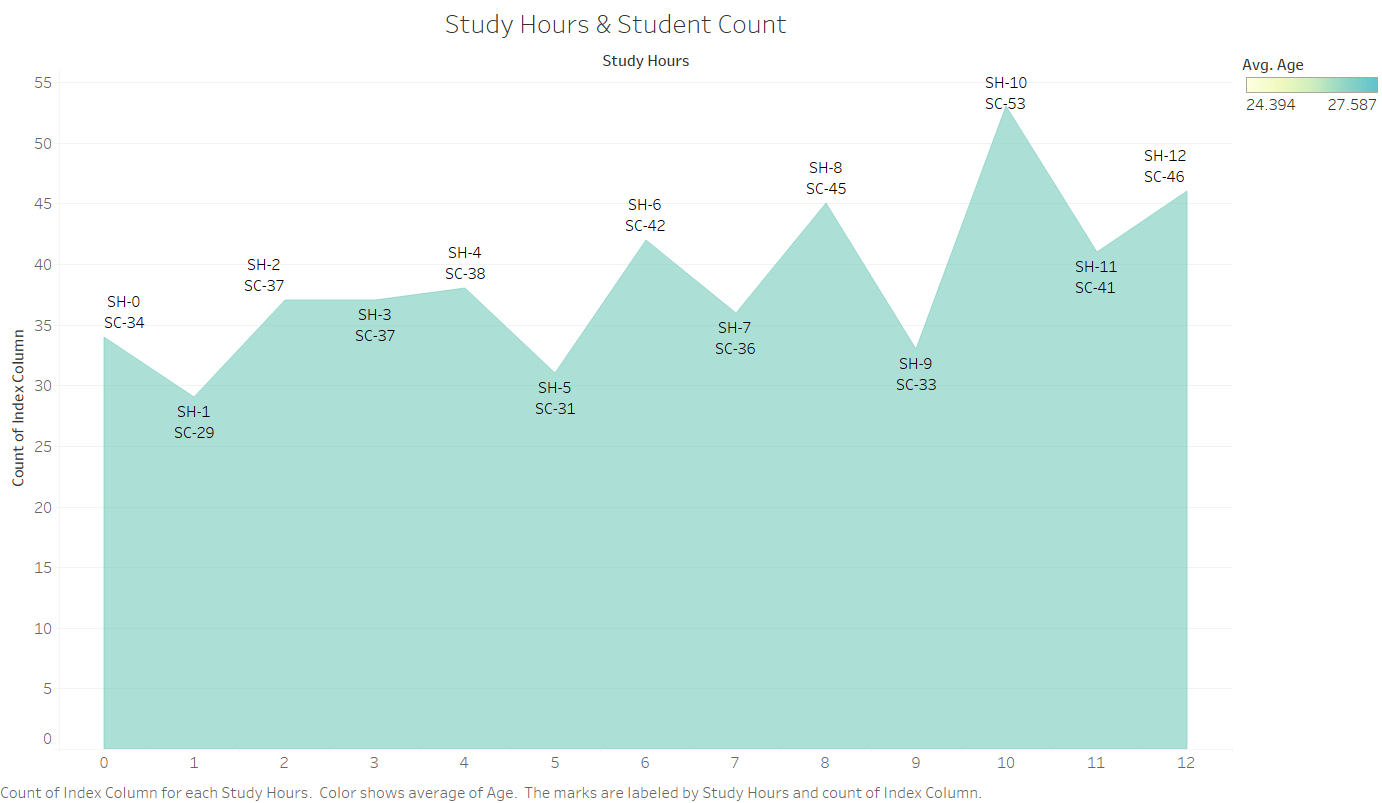 Study Hours & Student Count
Study Hours
Avg. Age
24.394 27.587
Count of Index Column
55
50
45
40
35
30
25
20
15
10
5
0
SH-0
SC-34
SH-1
SC-29
SH-2
SC-37
SH-3
SC-37
SH-4
SC-38
SH-5
SC-31
SH-6
SC-42
SH-7
SC-36
SH-8
SC-45
SH-9
SC-33
SH-10
SC-53
SH-11
SC-41
SH-12
SC-46
0 1 2 3 4 5 6 7 8 9 10 11 12
Count of Index Column for each Study Hours. Color shows average of Age. The marks are labeled by Study Hours and count of Index Column.